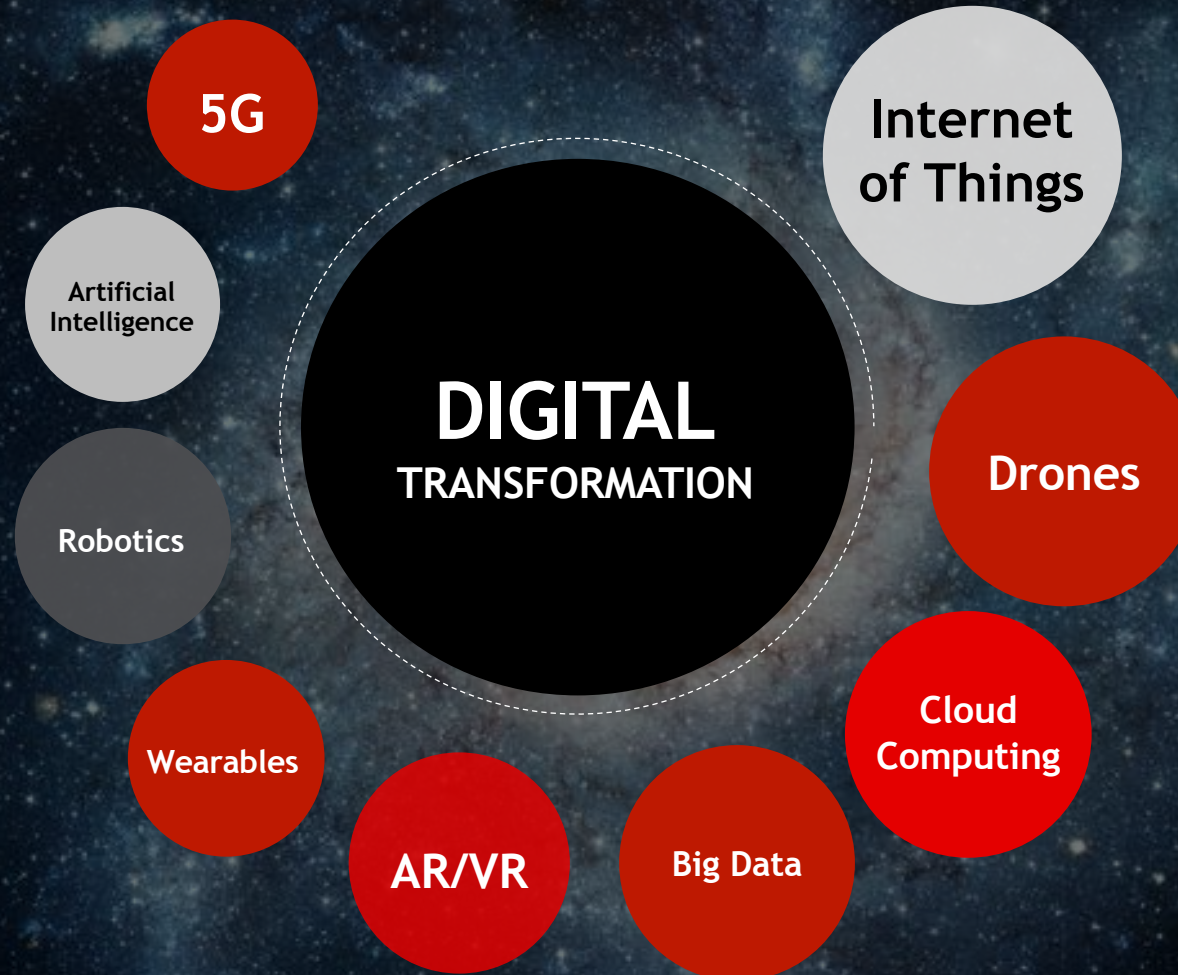 5G
Internet
of Things
Artificial
Intelligence
DIGITAL
TRANSFORMATION
Drones
Robotics
Cloud
Computing
Wearables
AR/VR
Big Data